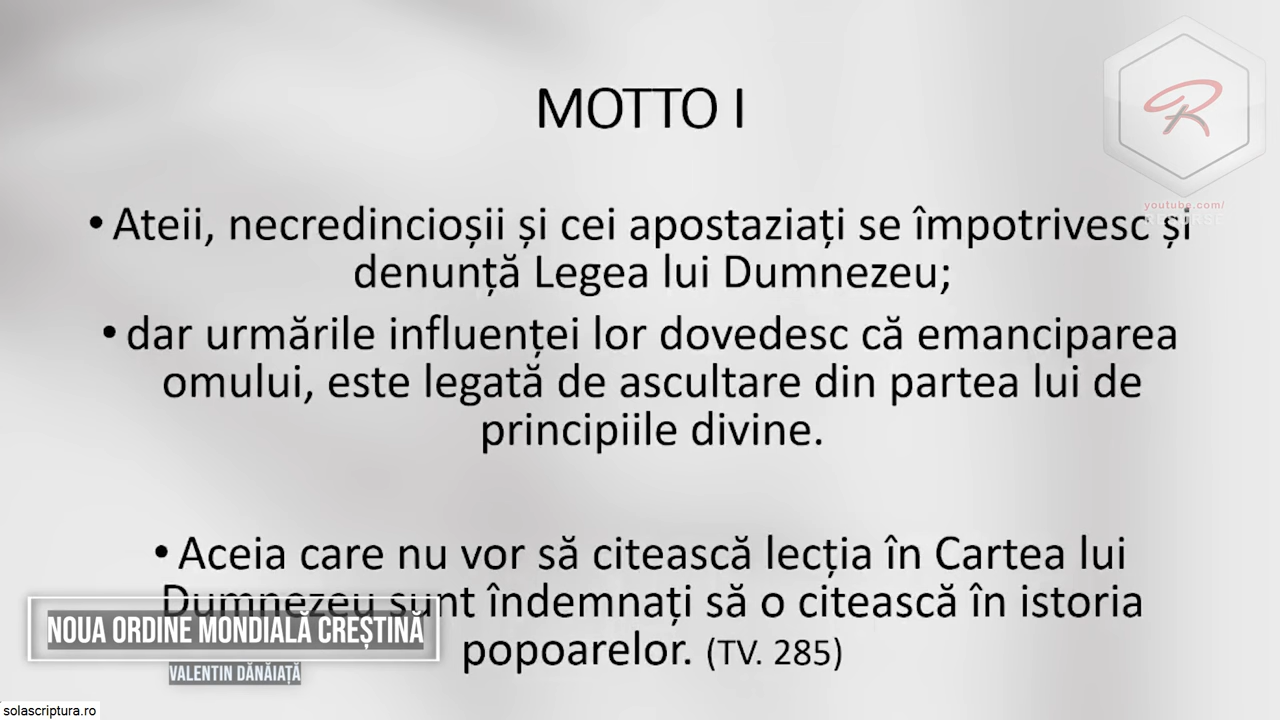 MOTTO I
R
youtube.com/
RESURSE
• Ateii, necredincioșii și cei apostaziați se împotrivesc și
denunță Legea lui Dumnezeu;
• dar urmările influenței lor dovedesc că emanciparea
omului, este legată de ascultare din partea lui de
principiile divine.
• Aceia care nu vor să citească lecția în Cartea lui
Dumnezeu sunt îndemnați să o citească în istoria
popoarelor. (TV. 285)
NOUA ORDINE MONDIALĂ CREȘTINĂ
VALENTIN DĂNĂIAȚĂ
solascriptura.ro